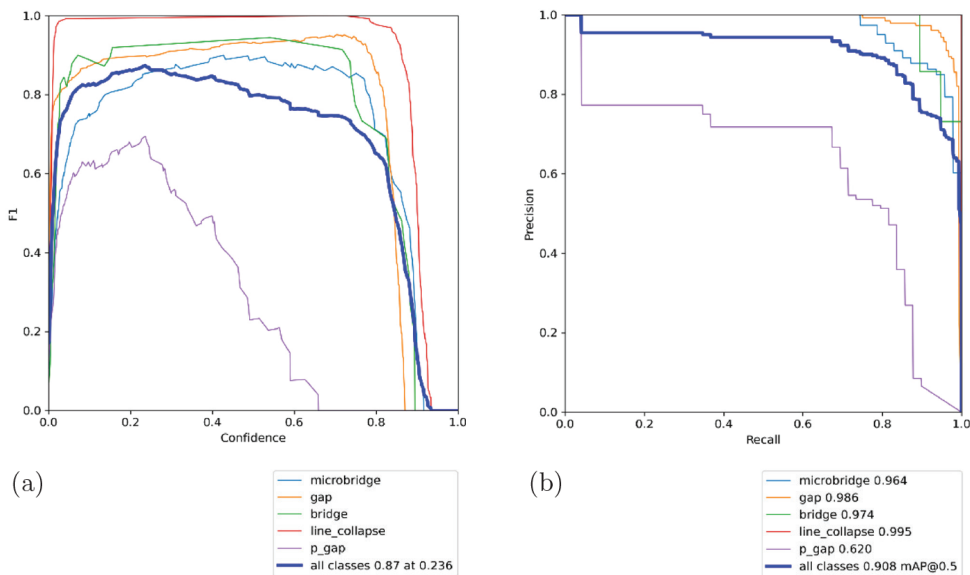 1.0
0.8
0.6
0.4
0.2
0.0
F1
0.0 0.2 0.4 0.6 0.8 1.0
Confidence
(a)
microbridge
gap
bridge
line_collapse
p_gap
all classes 0.87 at 0.236
1.0
0.8
0.6
0.4
0.2
0.0
Precision
0.0 0.2 0.4 0.6 0.8 1.0
Recall
(b)
microbridge 0.964
gap 0.986
bridge 0.974
line_collapse 0.995
p_gap 0.620
all classes 0.908 mAP@0.5